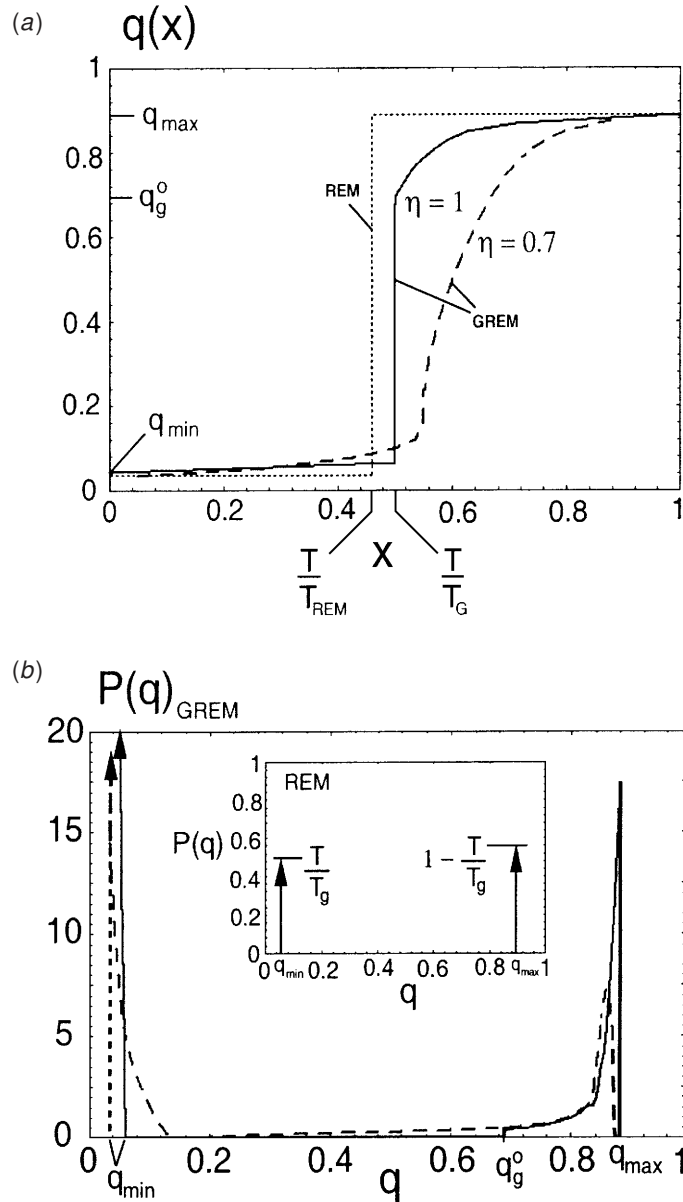 (a)
q(x)
1
q_max
0.8
q_g^o
0.6
REM
η = 1
η = 0.7
0.4
GREM
0.2
q_min
0
0 0.2 0.4 0.6 0.8 1
T/T_REM
X
T/T_G
(b)
P(q)_GREM
20
15
10
5
0
1
REM
0.8
P(q)
0.6
T/T_g
1 − T/T_g
0.4
0.2
0
0 q_min 0.2 0.4 0.6 0.8 q_max 1
q
0 0.2 0.4 0.6 0.8 1
q_min
q
q_g^o
q_max